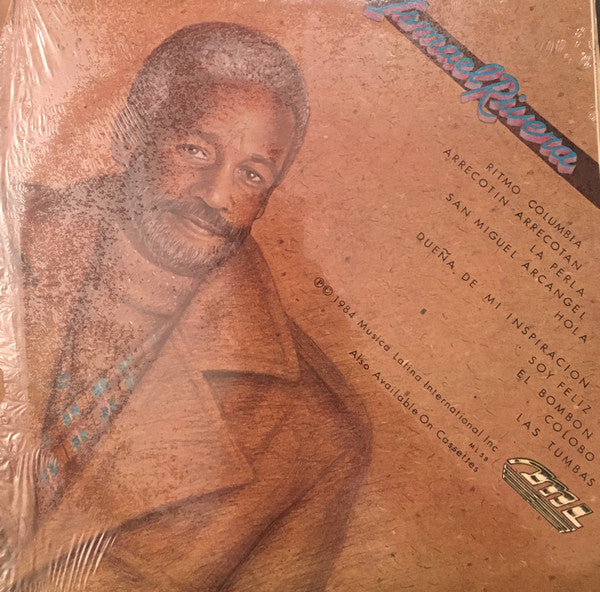 Ismael Rivera
RITMO COLUMBIA
ARRECOTIN ARRECOTAN
LA PERLA
SAN MIGUEL ARCANGEL
HOLA
DUEÑA DE MI INSPIRACION
SOY FELIZ
EL BOMBON
COLOBO
LAS TUMBAS
℗© 1984 Musica Latina International Inc
MLSB
Also Available On Cassettes